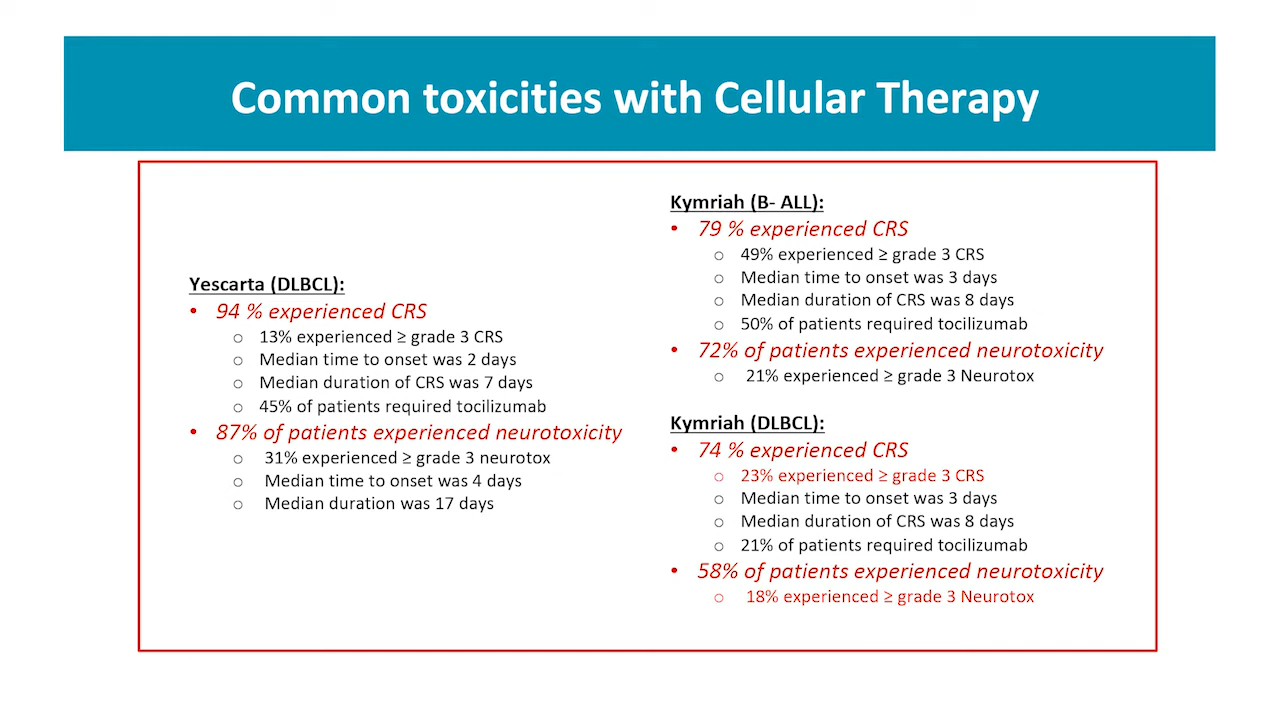 Common toxicities with Cellular Therapy
Yescarta (DLBCL):
• 94 % experienced CRS
o 13% experienced ≥ grade 3 CRS
o Median time to onset was 2 days
o Median duration of CRS was 7 days
o 45% of patients required tocilizumab
• 87% of patients experienced neurotoxicity
o 31% experienced ≥ grade 3 neurotox
o Median time to onset was 4 days
o Median duration was 17 days
Kymriah (B- ALL):
• 79 % experienced CRS
o 49% experienced ≥ grade 3 CRS
o Median time to onset was 3 days
o Median duration of CRS was 8 days
o 50% of patients required tocilizumab
• 72% of patients experienced neurotoxicity
o 21% experienced ≥ grade 3 Neurotox
Kymriah (DLBCL):
• 74 % experienced CRS
o 23% experienced ≥ grade 3 CRS
o Median time to onset was 3 days
o Median duration of CRS was 8 days
o 21% of patients required tocilizumab
• 58% of patients experienced neurotoxicity
o 18% experienced ≥ grade 3 Neurotox